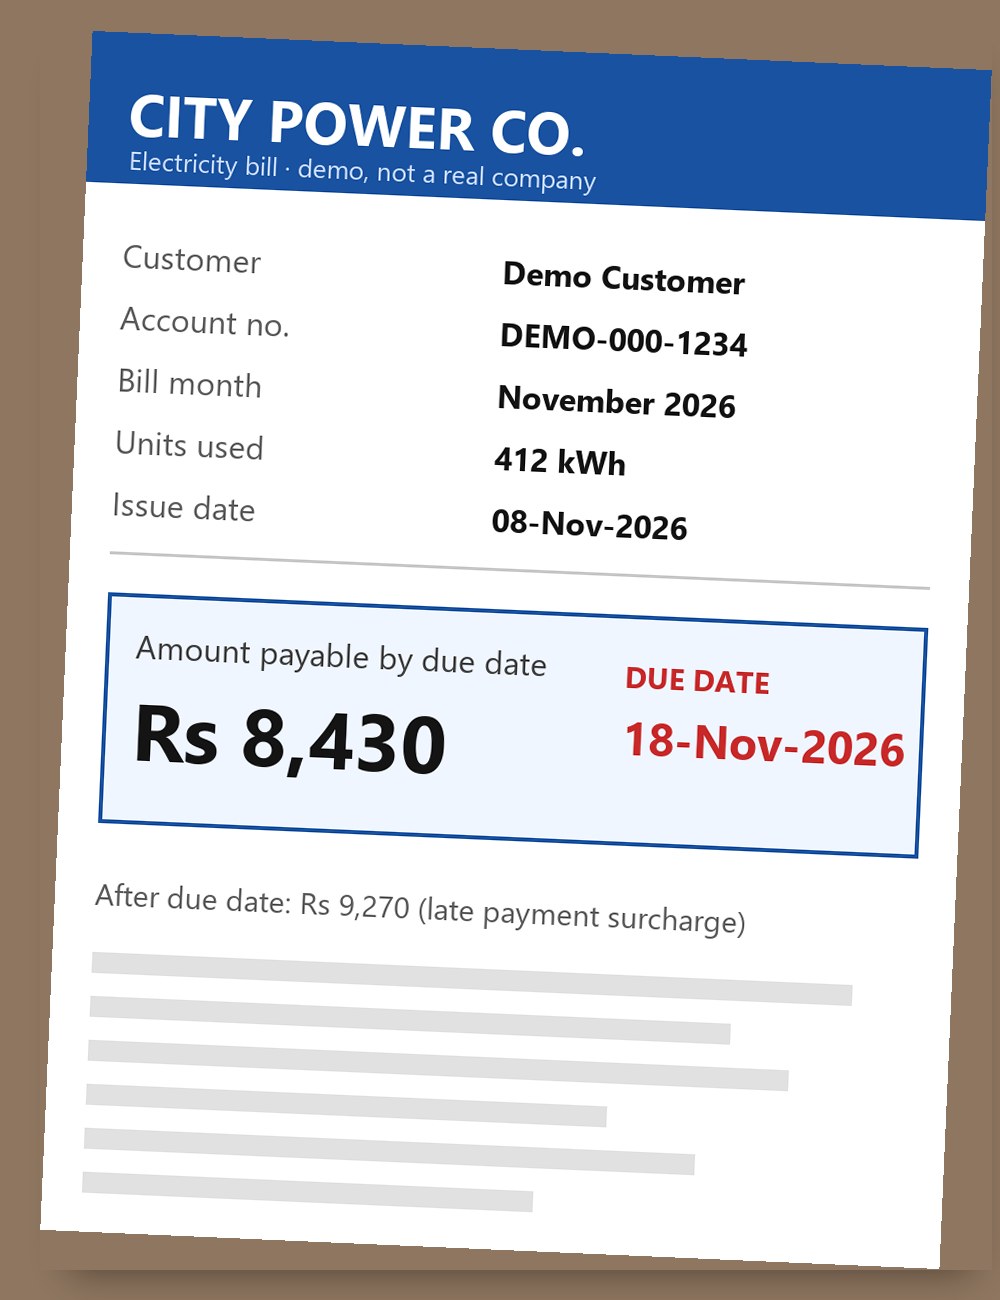 CITY POWER CO.
Electricity bill · demo, not a real company
Customer Demo Customer
Account no. DEMO-000-1234
Bill month November 2026
Units used 412 kWh
Issue date 08-Nov-2026
Amount payable by due date
DUE DATE
Rs 8,430
18-Nov-2026
After due date: Rs 9,270 (late payment surcharge)